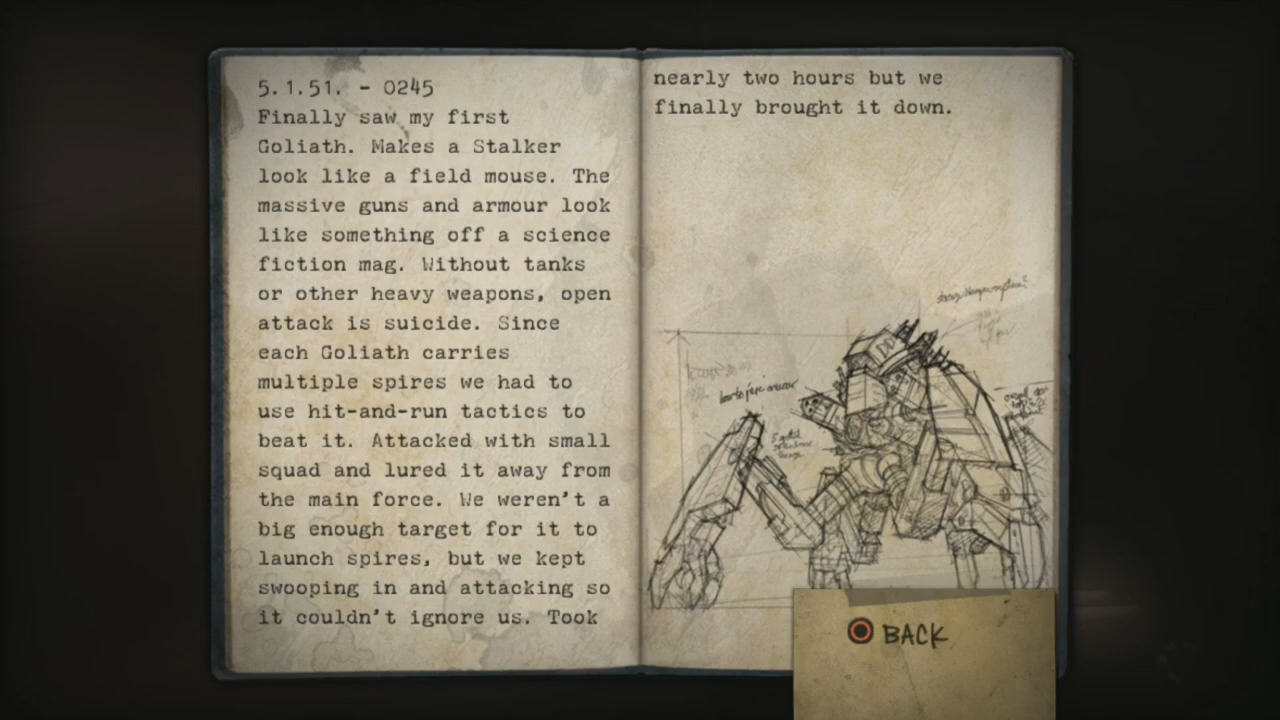 5.1.51. - 0245
Finally saw my first
Goliath. Makes a Stalker
look like a field mouse. The
massive guns and armour look
like something off a science
fiction mag. Without tanks
or other heavy weapons, open
attack is suicide. Since
each Goliath carries
multiple spires we had to
use hit-and-run tactics to
beat it. Attacked with small
squad and lured it away from
the main force. We weren't a
big enough target for it to
launch spires, but we kept
swooping in and attacking so
it couldn't ignore us. Took
nearly two hours but we
finally brought it down.
BACK